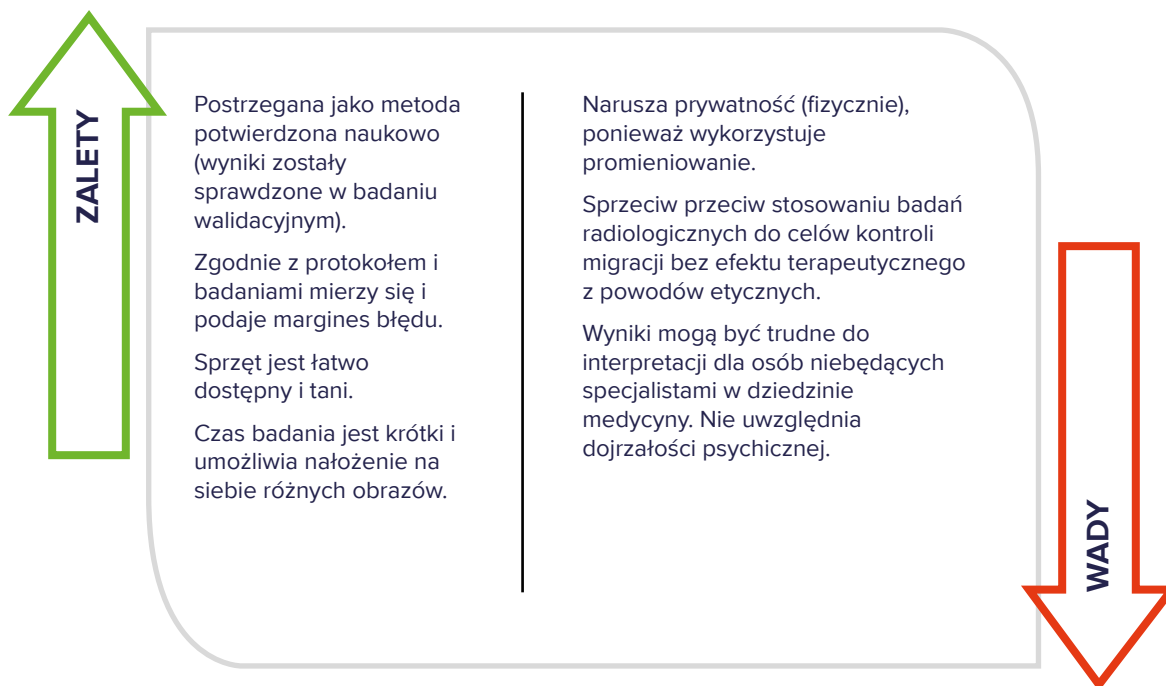 ZALETY
Postrzegana jako metoda
potwierdzona naukowo
(wyniki zostały
sprawdzone w badaniu
walidacyjnym).
Zgodnie z protokołem i
badaniami mierzy się i
podaje margines błędu.
Sprzęt jest łatwo
dostępny i tani.
Czas badania jest krótki i
umożliwia nałożenie na
siebie różnych obrazów.
Narusza prywatność (fizycznie),
ponieważ wykorzystuje
promieniowanie.
Sprzeciw przeciw stosowaniu badań
radiologicznych do celów kontroli
migracji bez efektu terapeutycznego
z powodów etycznych.
Wyniki mogą być trudne do
interpretacji dla osób niebędących
specjalistami w dziedzinie
medycyny. Nie uwzględnia
dojrzałości psychicznej.
WADY